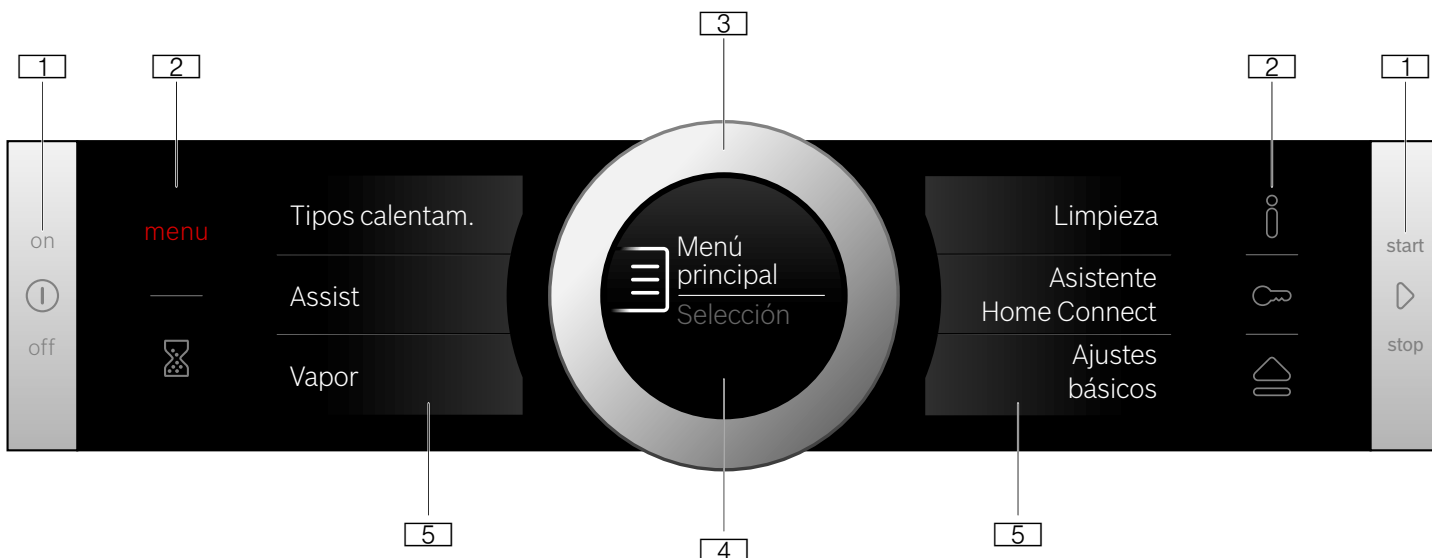 3
1
2
2
1
on
off
menu
Tipos calentam.
Assist
Vapor
Menú
principal
Selección
Limpieza
Asistente
Home Connect
Ajustes
básicos
start
stop
5
4
5